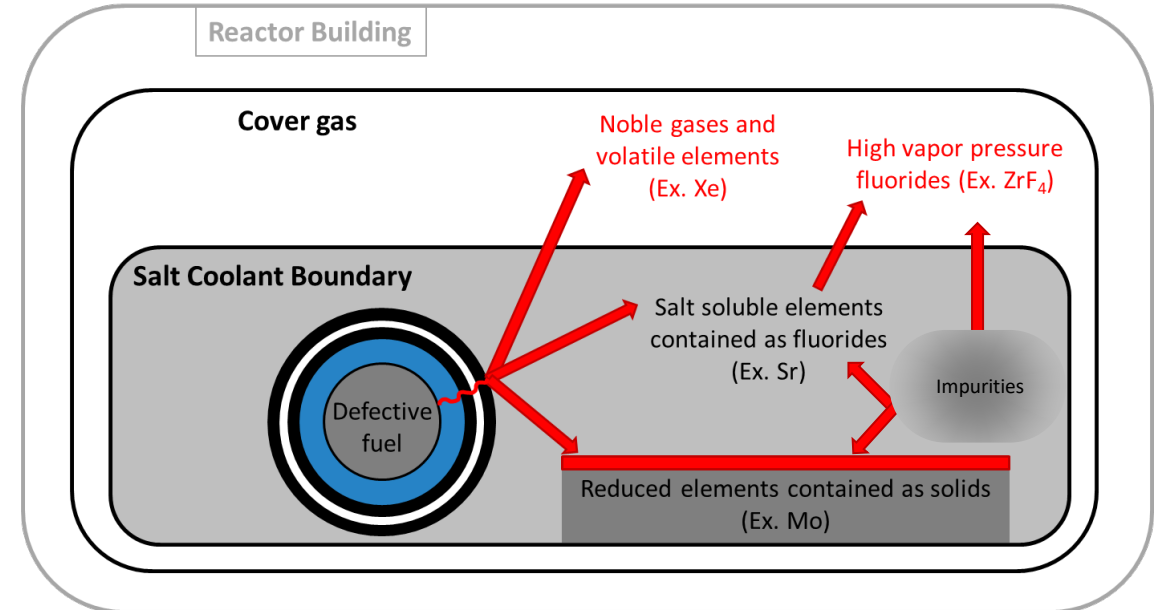 Reactor Building
Cover gas
Noble gases and
volatile elements
(Ex. Xe)
High vapor pressure
fluorides (Ex. ZrF₄)
Salt Coolant Boundary
Salt soluble elements
contained as fluorides
(Ex. Sr)
Impurities
Defective
fuel
Reduced elements contained as solids
(Ex. Mo)